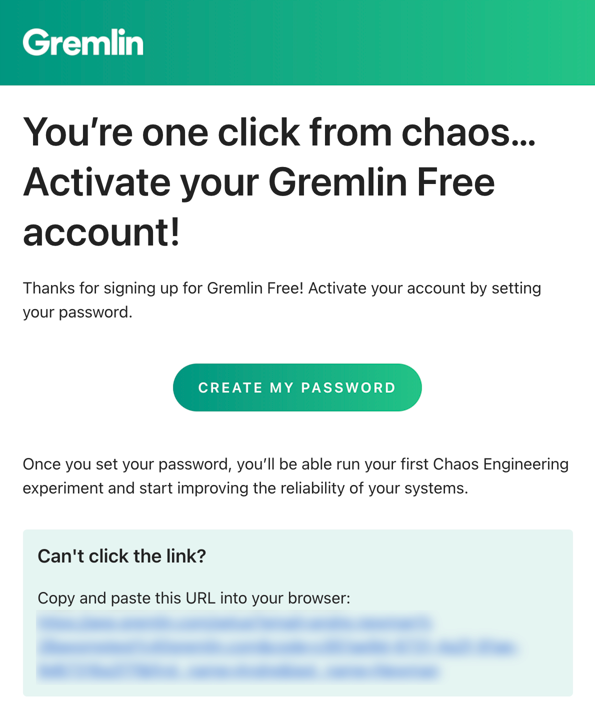 Gremlin
You're one click from chaos...
Activate your Gremlin Free
account!
Thanks for signing up for Gremlin Free! Activate your account by setting
your password.
CREATE MY PASSWORD
Once you set your password, you'll be able run your first Chaos Engineering
experiment and start improving the reliability of your systems.
Can't click the link?
Copy and paste this URL into your browser: